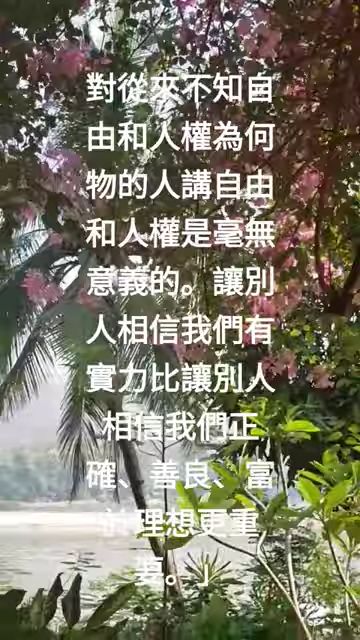 對從來不知自
由和人權為何
物的人講自由
和人權是毫無
意義的。讓別
人相信我們有
實力比讓別人
相信我們正
確、善良、富
於理想更重
要。」